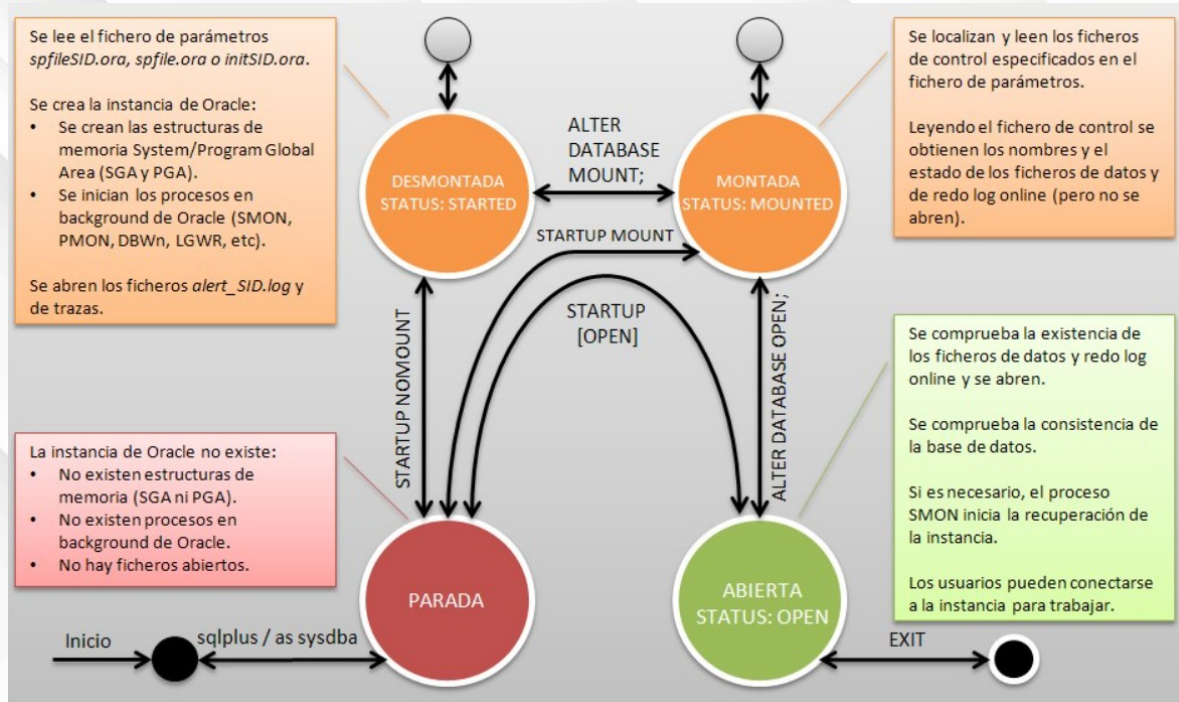 Se lee el fichero de parámetros
spfileSID.ora, spfile.ora o initSID.ora.
Se crea la instancia de Oracle:
• Se crean las estructuras de
memoria System/Program Global
Area (SGA y PGA).
• Se inician los procesos en
background de Oracle (SMON,
PMON, DBWn, LGWR, etc).
Se abren los ficheros alert_SID.log y
de trazas.
DESMONTADA
STATUS: STARTED
ALTER
DATABASE
MOUNT;
MONTADA
STATUS: MOUNTED
Se localizan y leen los ficheros
de control especificados en el
fichero de parámetros.
Leyendo el fichero de control se
obtienen los nombres y el
estado de los ficheros de datos y
de redo log online (pero no se
abren).
STARTUP MOUNT
STARTUP
[OPEN]
STARTUP NOMOUNT
ALTER DATABASE OPEN;
La instancia de Oracle no existe:
• No existen estructuras de
memoria (SGA ni PGA).
• No existen procesos en
background de Oracle.
• No hay ficheros abiertos.
Se comprueba la existencia de
los ficheros de datos y redo log
online y se abren.
Se comprueba la consistencia de
la base de datos.
Si es necesario, el proceso
SMON inicia la recuperación de
la instancia.
Los usuarios pueden conectarse
a la instancia para trabajar.
PARADA
ABIERTA
STATUS: OPEN
Inicio
sqlplus / as sysdba
EXIT